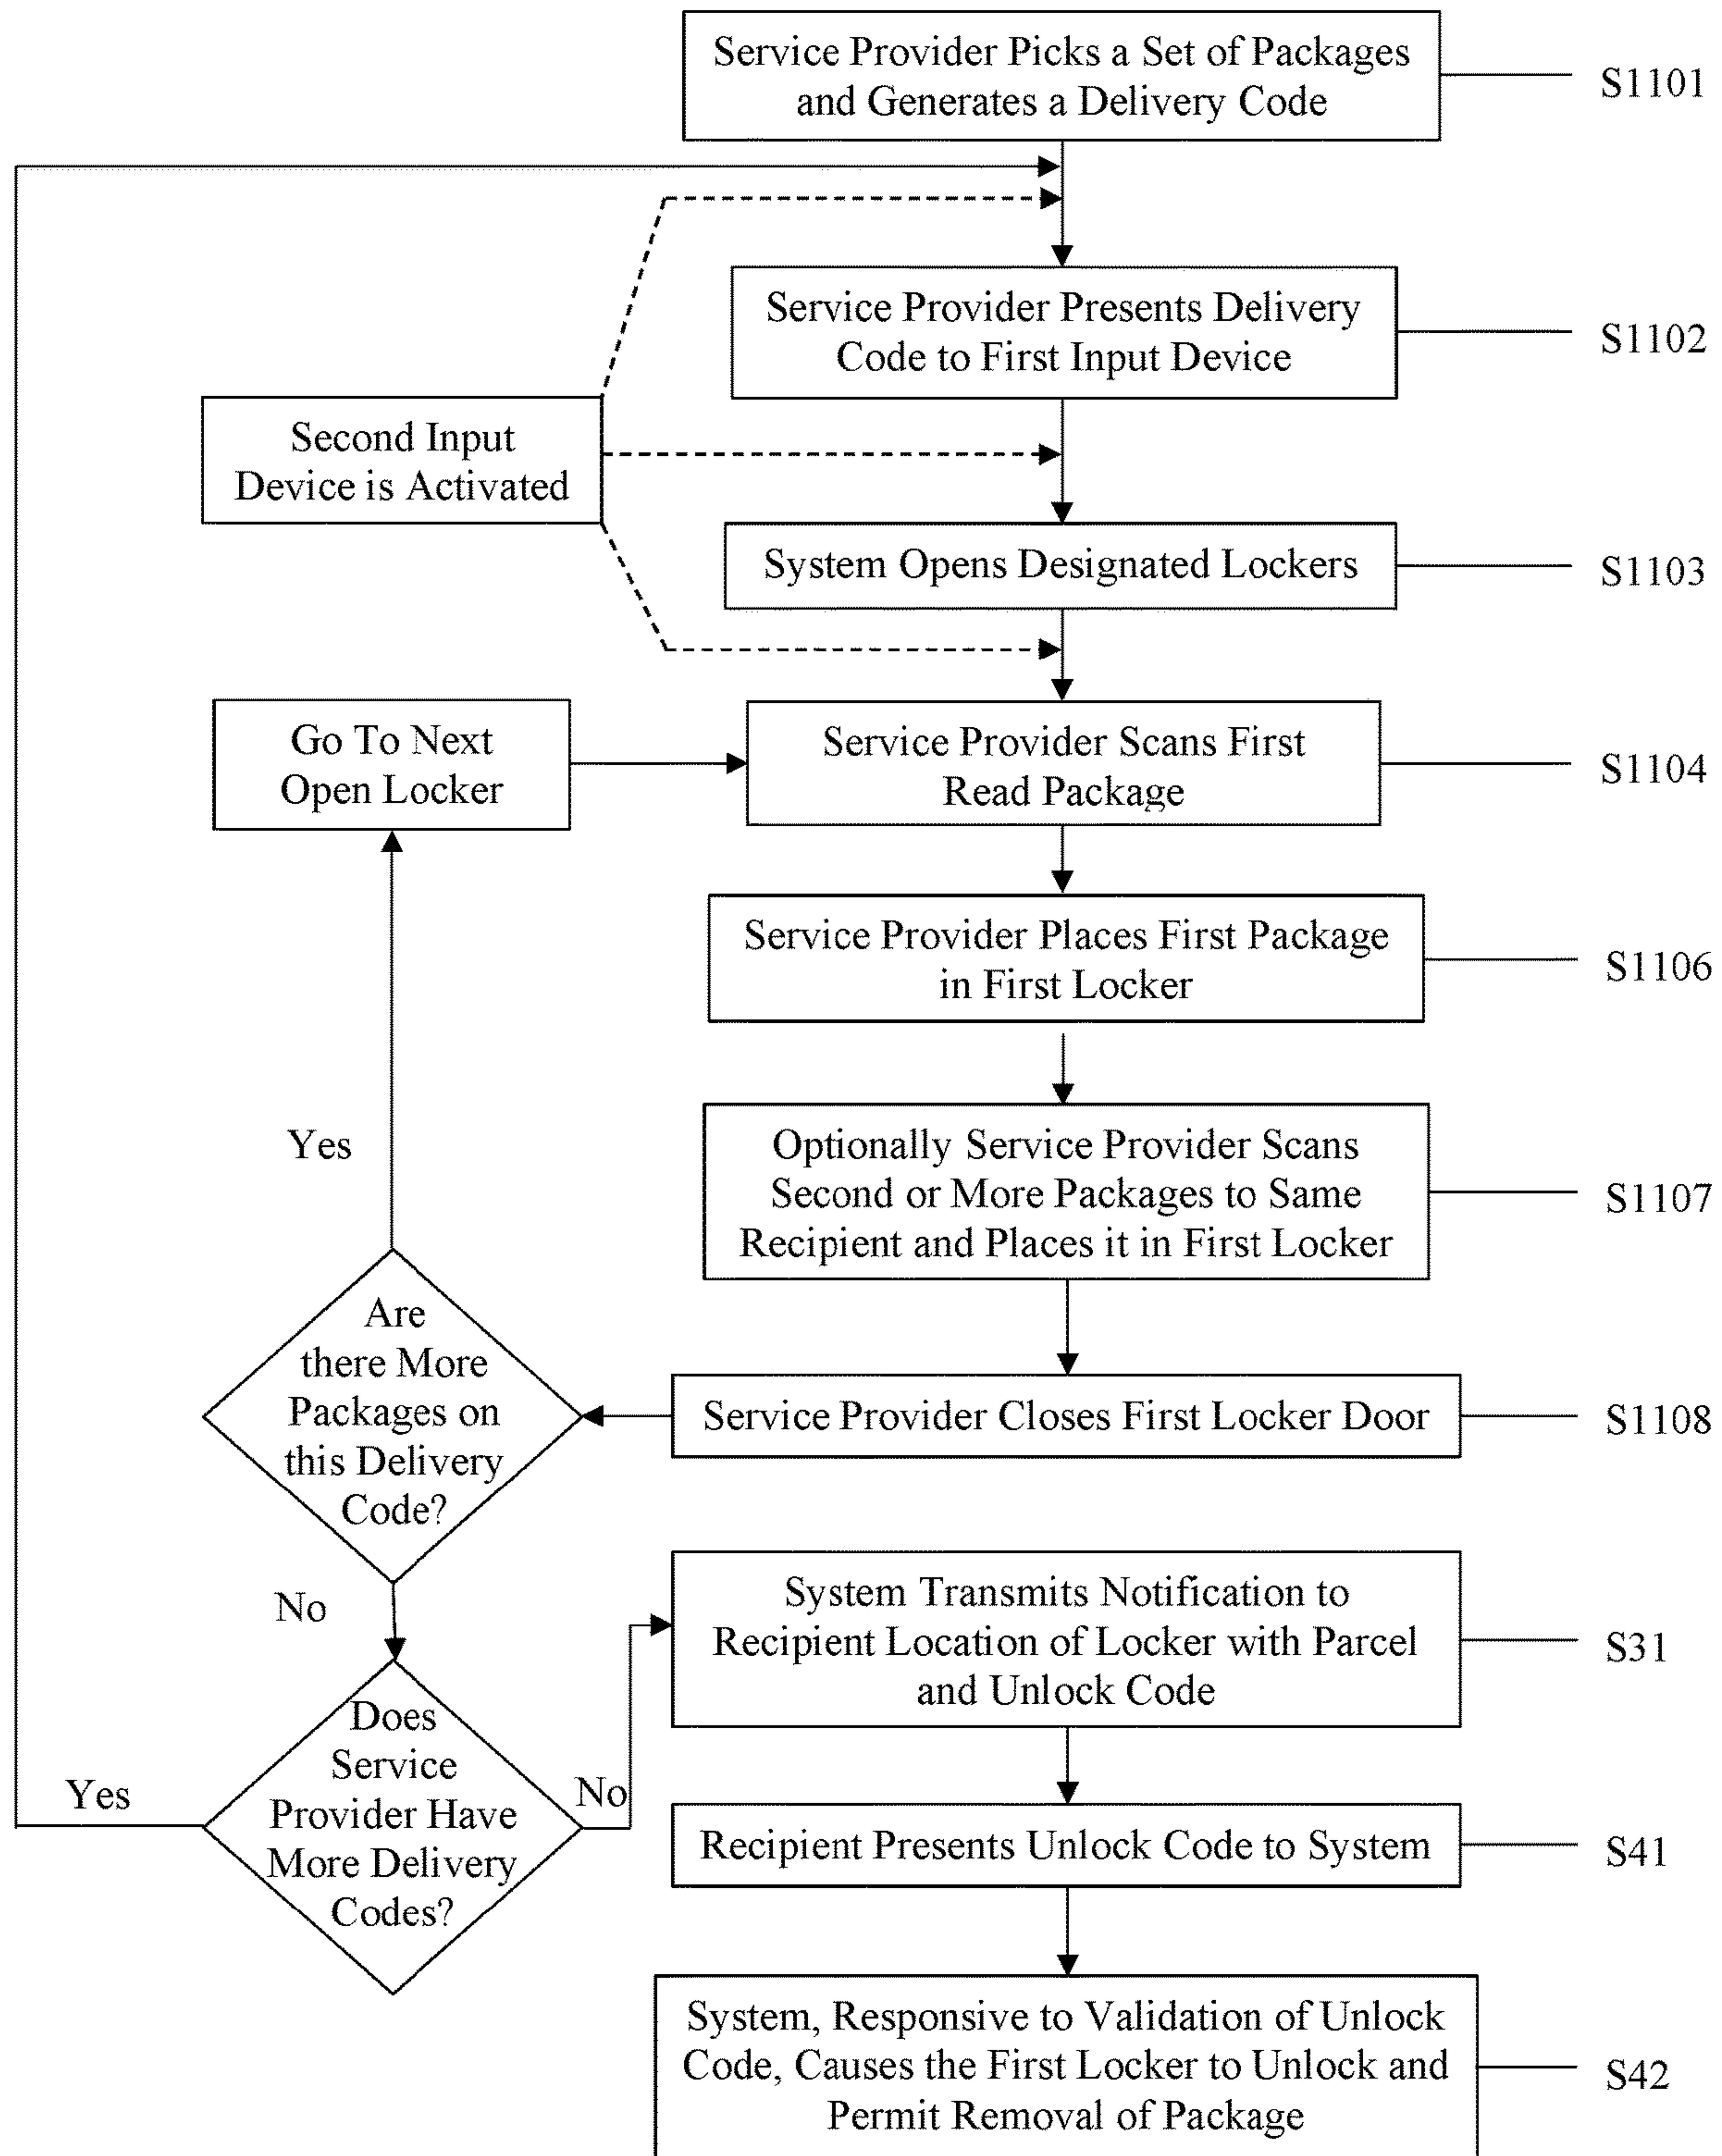 Service Provider Picks a Set of Packages
and Generates a Delivery Code
S1101
Service Provider Presents Delivery
Code to First Input Device
S1102
Second Input
Device is Activated
System Opens Designated Lockers
S1103
Go To Next
Open Locker
Service Provider Scans First
Read Package
S1104
Service Provider Places First Package
in First Locker
S1106
Yes
Optionally Service Provider Scans
Second or More Packages to Same
Recipient and Places it in First Locker
S1107
Are
there More
Packages on
this Delivery
Code?
Service Provider Closes First Locker Door
S1108
No
System Transmits Notification to
Recipient Location of Locker with Parcel
and Unlock Code
S31
Does
Service
Provider Have
More Delivery
Codes?
Yes
No
Recipient Presents Unlock Code to System
S41
System, Responsive to Validation of Unlock
Code, Causes the First Locker to Unlock and
Permit Removal of Package
S42